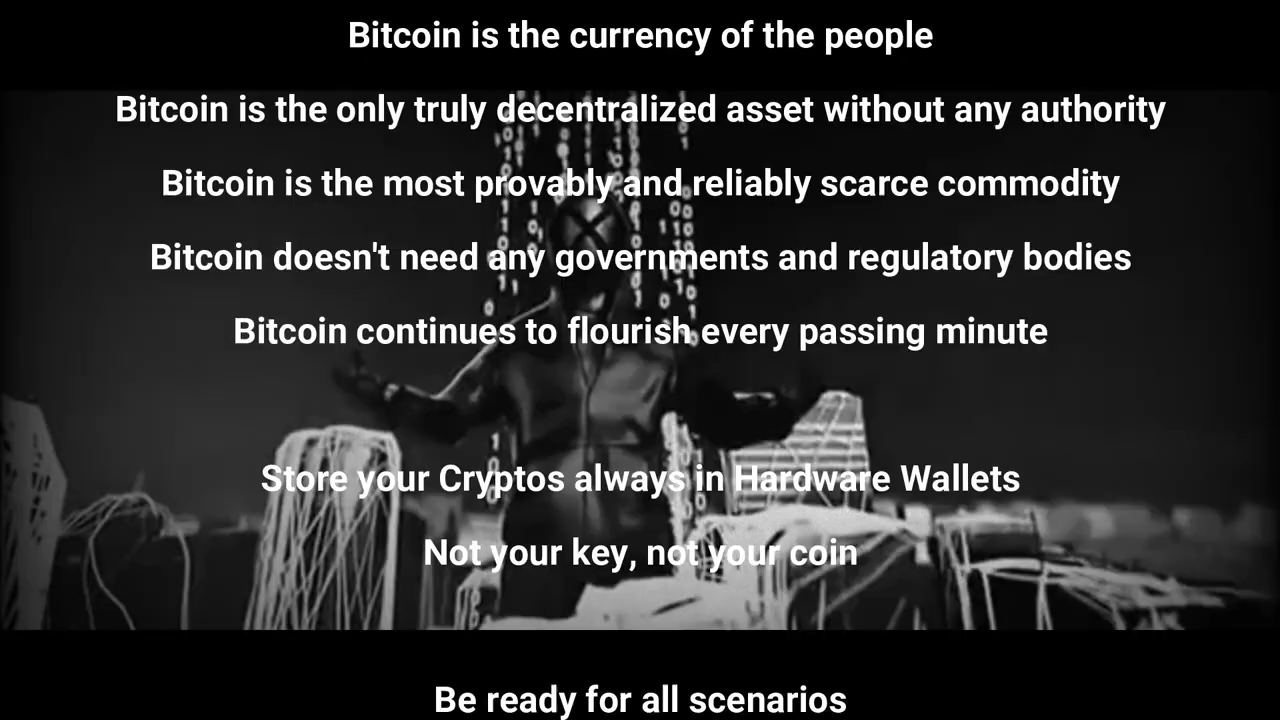 Bitcoin is the currency of the people
Bitcoin is the only truly decentralized asset without any authority
Bitcoin is the most provably and reliably scarce commodity
Bitcoin doesn't need any governments and regulatory bodies
Bitcoin continues to flourish every passing minute
Store your Cryptos always in Hardware Wallets
Not your key, not your coin
Be ready for all scenarios